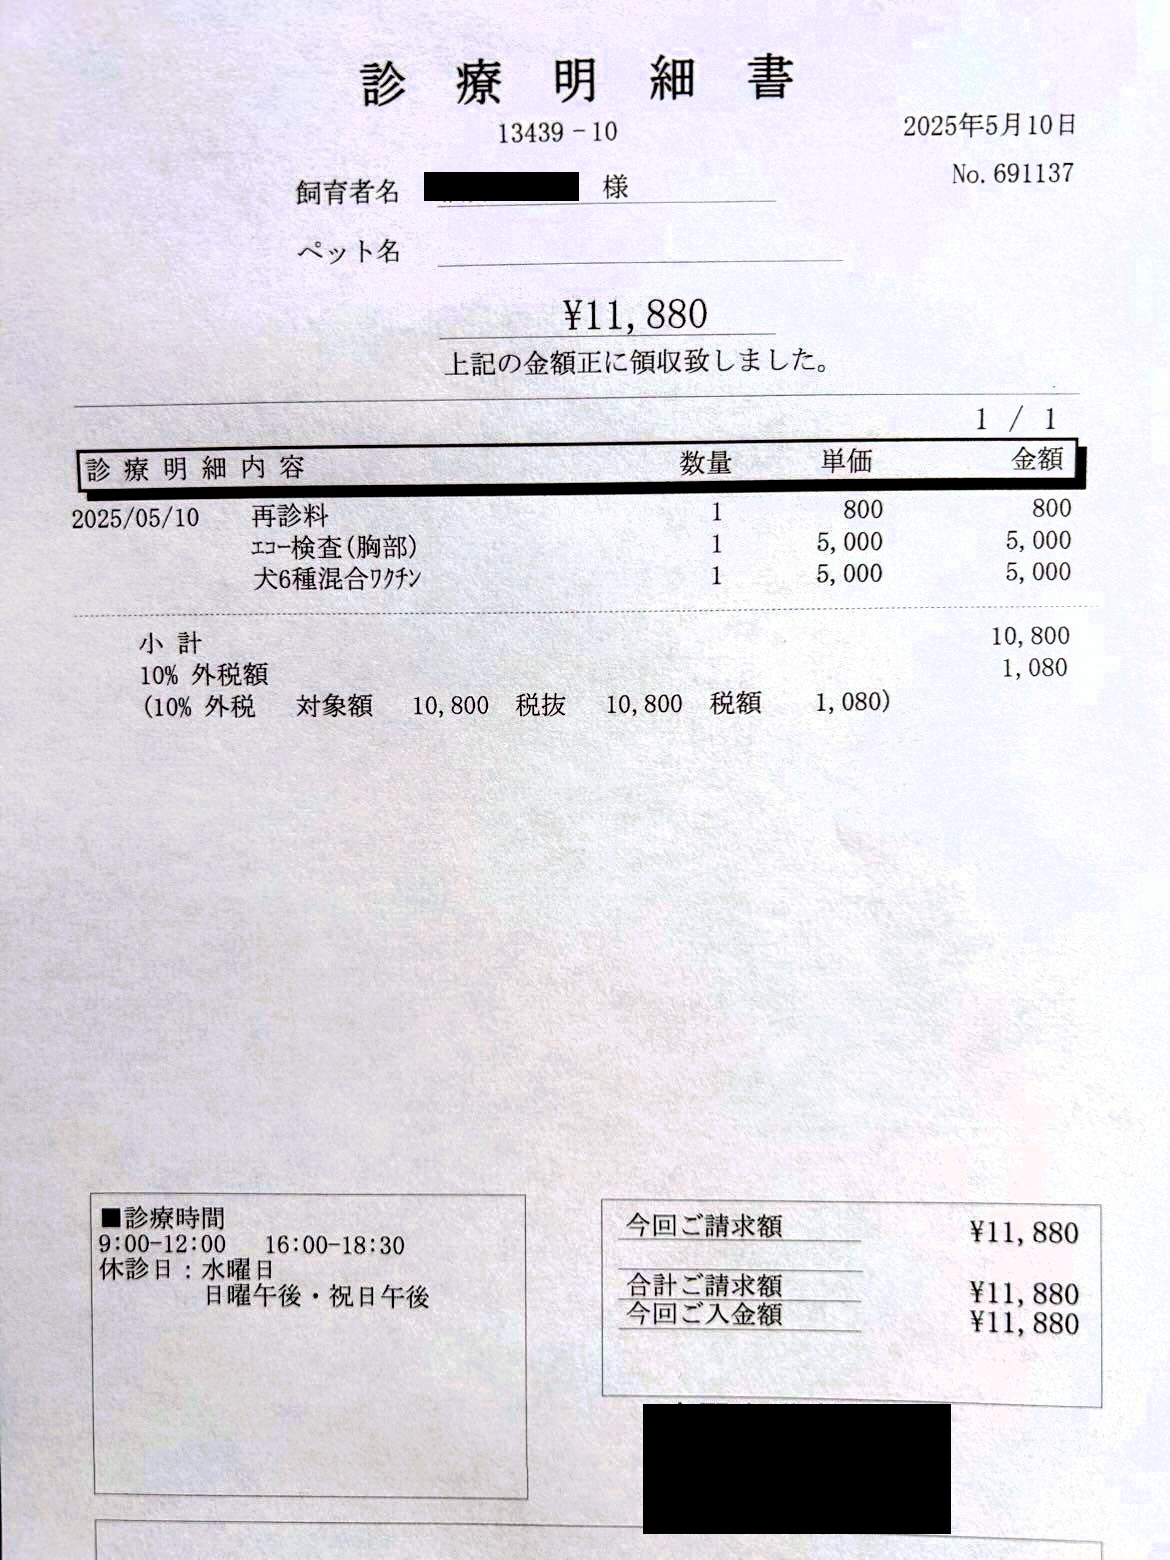 診療明細書
13439-10
2025年5月10日
No.691137
飼育者名 様
ペット名
¥11,880
上記の金額正に領収致しました。
1 / 1
診療明細内容 数量 単価 金額
2025/05/10 再診料 1 800 800
ｴｺｰ検査(胸部) 1 5,000 5,000
犬6種混合ﾜｸﾁﾝ 1 5,000 5,000
小 計 10,800
10% 外税額 1,080
(10% 外税 対象額 10,800 税抜 10,800 税額 1,080)
■診療時間
9:00-12:00 16:00-18:30
休診日：水曜日
日曜午後・祝日午後
今回ご請求額 ¥11,880
合計ご請求額 ¥11,880
今回ご入金額 ¥11,880